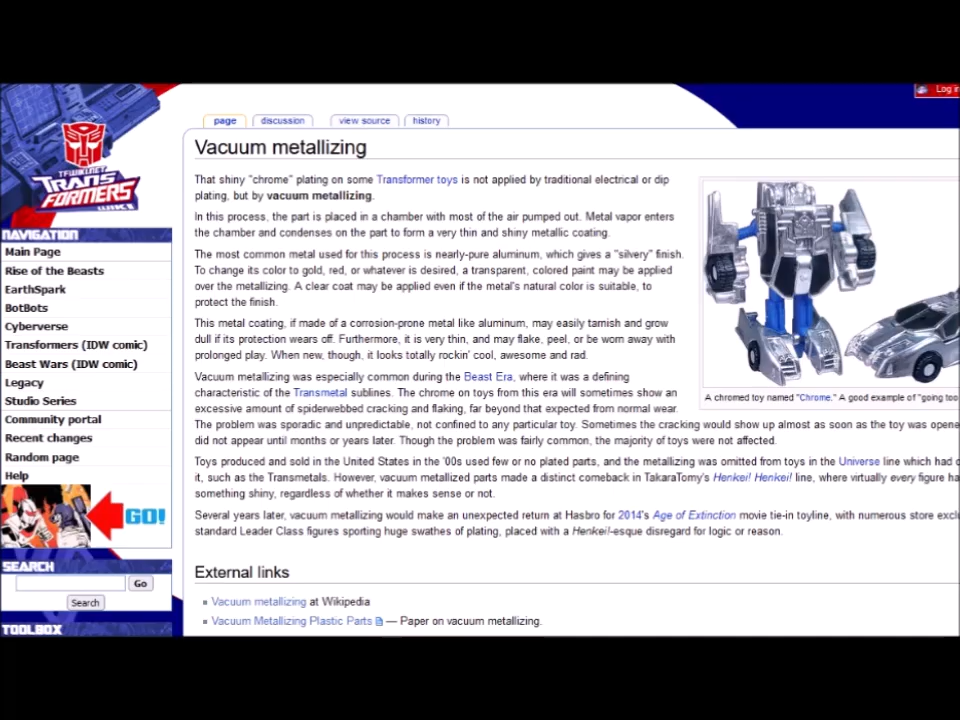 Log in
page
discussion
view source
history
TFWIKI.NET
TRANS
FORMERS
WIKI
Vacuum metallizing
That shiny "chrome" plating on some Transformer toys is not applied by traditional electrical or dip
plating, but by vacuum metallizing.
In this process, the part is placed in a chamber with most of the air pumped out. Metal vapor enters
the chamber and condenses on the part to form a very thin and shiny metallic coating.
The most common metal used for this process is nearly-pure aluminum, which gives a "silvery" finish.
To change its color to gold, red, or whatever is desired, a transparent, colored paint may be applied
over the metallizing. A clear coat may be applied even if the metal's natural color is suitable, to
protect the finish.
This metal coating, if made of a corrosion-prone metal like aluminum, may easily tarnish and grow
dull if its protection wears off. Furthermore, it is very thin, and may flake, peel, or be worn away with
prolonged play. When new, though, it looks totally rockin' cool, awesome and rad.
Vacuum metallizing was especially common during the Beast Era, where it was a defining
characteristic of the Transmetal sublines. The chrome on toys from this era will sometimes show an
excessive amount of spiderwebbed cracking and flaking, far beyond that expected from normal wear.
The problem was sporadic and unpredictable, not confined to any particular toy. Sometimes the cracking would show up almost as soon as the toy was opene
did not appear until months or years later. Though the problem was fairly common, the majority of toys were not affected.
Toys produced and sold in the United States in the '00s used few or no plated parts, and the metallizing was omitted from toys in the Universe line which had
it, such as the Transmetals. However, vacuum metallized parts made a distinct comeback in TakaraTomy's Henkei! Henkei! line, where virtually every figure ha
something shiny, regardless of whether it makes sense or not.
Several years later, vacuum metallizing would make an unexpected return at Hasbro for 2014's Age of Extinction movie tie-in toyline, with numerous store exclu
standard Leader Class figures sporting huge swathes of plating, placed with a Henkei!-esque disregard for logic or reason.
A chromed toy named "Chrome." A good example of "going too
External links
Vacuum metallizing at Wikipedia
Vacuum Metallizing Plastic Parts — Paper on vacuum metallizing.
NAVIGATION
Main Page
Rise of the Beasts
EarthSpark
BotBots
Cyberverse
Transformers (IDW comic)
Beast Wars (IDW comic)
Legacy
Studio Series
Community portal
Recent changes
Random page
Help
GO!
SEARCH
Go
Search
TOOLBOX